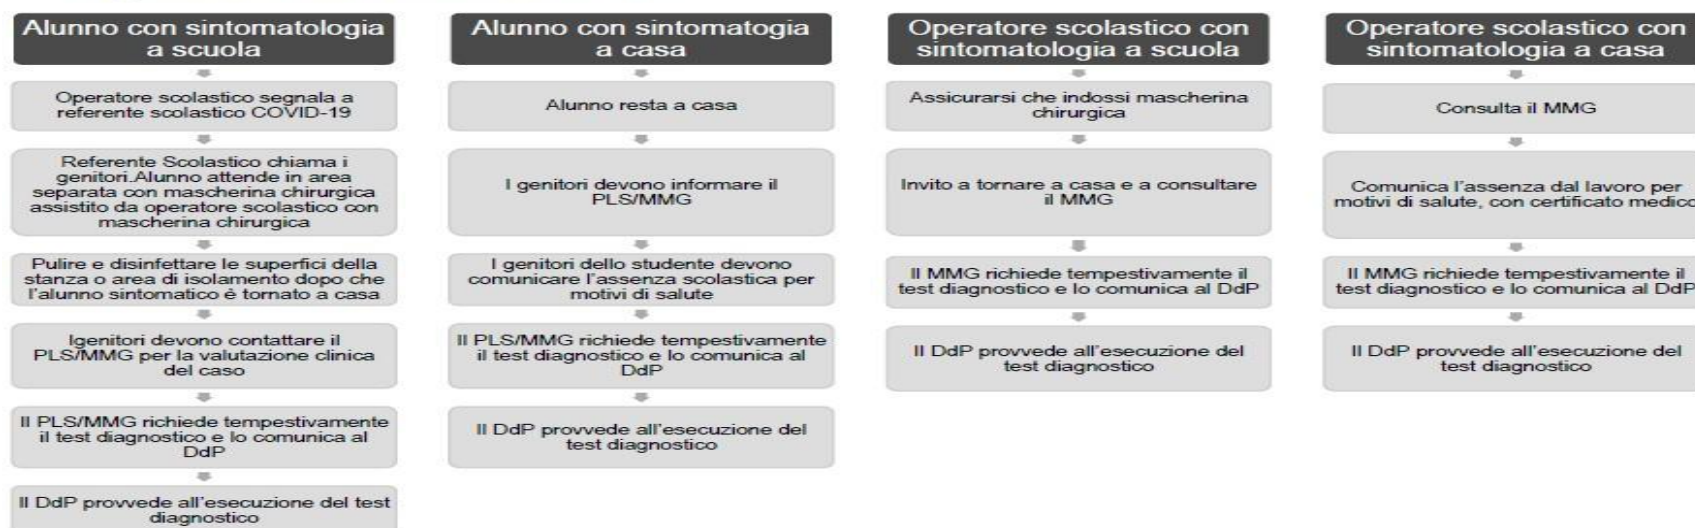 Alunno con sintomatologia
a scuola
Operatore scolastico segnala a
referente scolastico COVID-19
Referente Scolastico chiama i
genitori.Alunno attende in area
separata con mascherina chirurgica
assistito da operatore scolastico con
mascherina chirurgica
Pulire e disinfettare le superfici della
stanza o area di isolamento dopo che
l'alunno sintomatico è tornato a casa
Igenitori devono contattare il
PLS/MMG per la valutazione clinica
del caso
Il PLS/MMG richiede tempestivamente
il test diagnostico e lo comunica al
DdP
Il DdP provvede all'esecuzione del test
diagnostico
Alunno con sintomatogia
a casa
Alunno resta a casa
I genitori devono informare il
PLS/MMG
I genitori dello studente devono
comunicare l'assenza scolastica per
motivi di salute
Il PLS/MMG richiede tempestivamente
il test diagnostico e lo comunica al
DdP
Il DdP provvede all'esecuzione del
test diagnostico
Operatore scolastico con
sintomatologia a scuola
Assicurarsi che indossi mascherina
chirurgica
Invito a tornare a casa e a consultare
il MMG
Il MMG richiede tempestivamente il
test diagnostico e lo comunica al DdP
Il DdP provvede all'esecuzione del
test diagnostico
Operatore scolastico con
sintomatologia a casa
Consulta il MMG
Comunica l'assenza dal lavoro per
motivi di salute, con certificato medico
Il MMG richiede tempestivamente il
test diagnostico e lo comunica al DdP
Il DdP provvede all'esecuzione del
test diagnostico